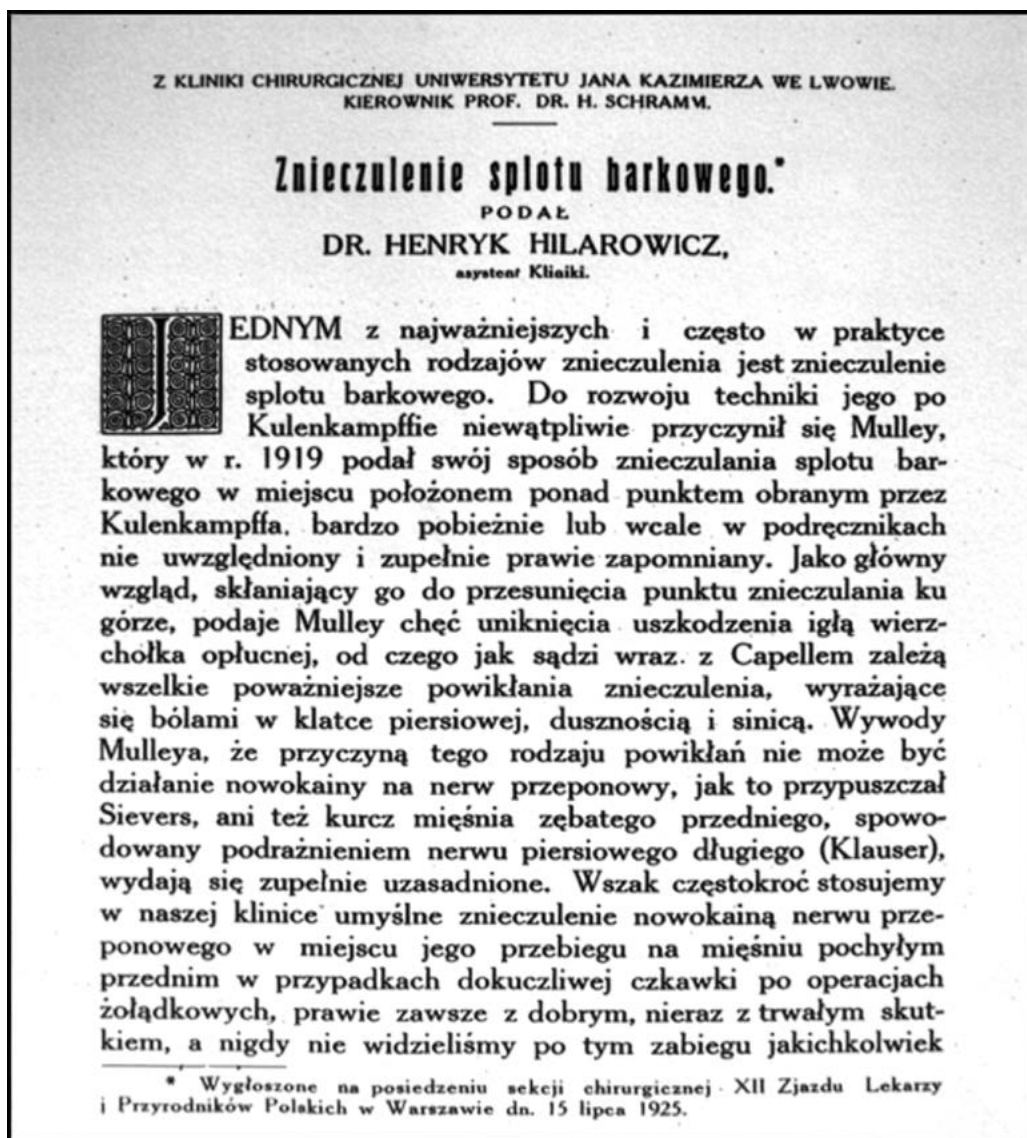 Z KLINIKI CHIRURGICZNEJ UNIWERSYTETU JANA KAZIMIERZA WE LWOWIE.
KIEROWNIK PROF. DR. H. SCHRAMM.
Znieczulenie splotu barkowego.*
PODAŁ
DR. HENRYK HILAROWICZ,
asystent Kliniki.
JEDNYM z najważniejszych i często w praktyce
stosowanych rodzajów znieczulenia jest znieczulenie
splotu barkowego. Do rozwoju techniki jego po
Kulenkampffie niewątpliwie przyczynił się Mulley,
który w r. 1919 podał swój sposób znieczulania splotu bar-
kowego w miejscu położonem ponad punktem obranym przez
Kulenkampffa, bardzo pobieżnie lub wcale w podręcznikach
nie uwzględniony i zupełnie prawie zapomniany. Jako główny
wzgląd, skłaniający go do przesunięcia punktu znieczulania ku
górze, podaje Mulley chęć uniknięcia uszkodzenia igłą wierz-
chołka opłucnej, od czego jak sądzi wraz z Capellem zależą
wszelkie poważniejsze powikłania znieczulenia, wyrażające
się bólami w klatce piersiowej, dusznością i sinicą. Wywody
Mulleya, że przyczyną tego rodzaju powikłań nie może być
działanie nowokainy na nerw przeponowy, jak to przypuszczał
Sievers, ani też kurcz mięśnia zębatego przedniego, spowo-
dowany podrażnieniem nerwu piersiowego długiego (Klauser),
wydają się zupełnie uzasadnione. Wszak częstokroć stosujemy
w naszej klinice umyślne znieczulenie nowokainą nerwu prze-
ponowego w miejscu jego przebiegu na mięśniu pochyłym
przednim w przypadkach dokuczliwej czkawki po operacjach
żołądkowych, prawie zawsze z dobrym, nieraz z trwałym skut-
kiem, a nigdy nie widzieliśmy po tym zabiegu jakichkolwiek
* Wygłoszone na posiedzeniu sekcji chirurgicznej XII Zjazdu Lekarzy
i Przyrodników Polskich w Warszawie dn. 15 lipca 1925.